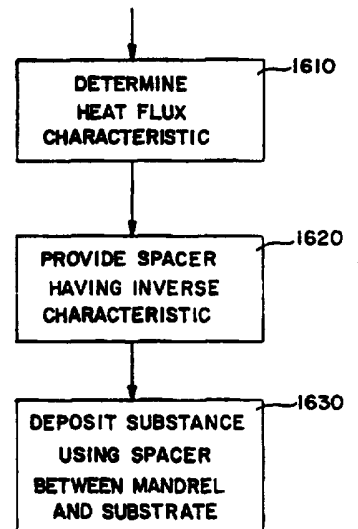 1610
DETERMINE
HEAT FLUX
CHARACTERISTIC
1620
PROVIDE SPACER
HAVING INVERSE
CHARACTERISTIC
1630
DEPOSIT SUBSTANCE
USING SPACER
BETWEEN MANDREL
AND SUBSTRATE